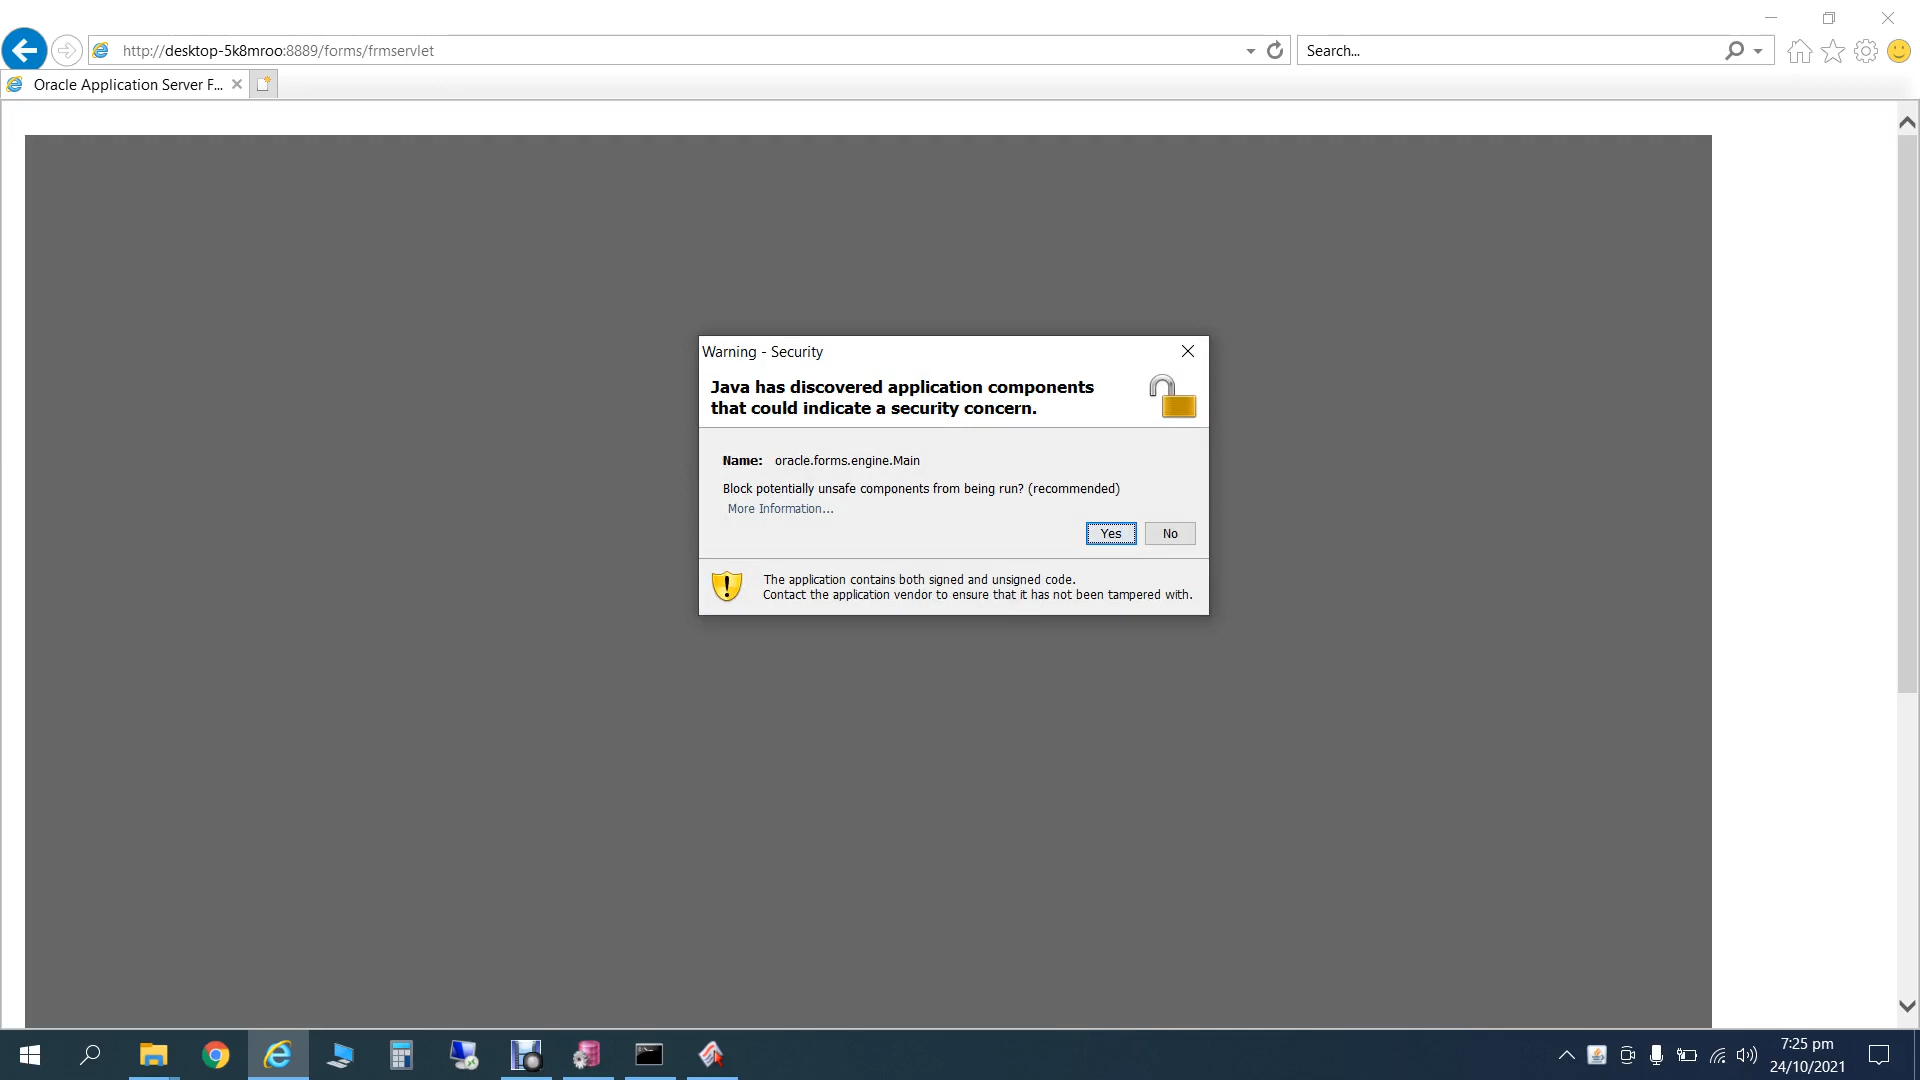 http://desktop-5k8mroo:8889/forms/frmservlet
Search...
Oracle Application Server F...
Warning - Security
Java has discovered application components
that could indicate a security concern.
Name: oracle.forms.engine.Main
Block potentially unsafe components from being run? (recommended)
More Information...
Yes No
The application contains both signed and unsigned code.
Contact the application vendor to ensure that it has not been tampered with.
7:25 pm
24/10/2021